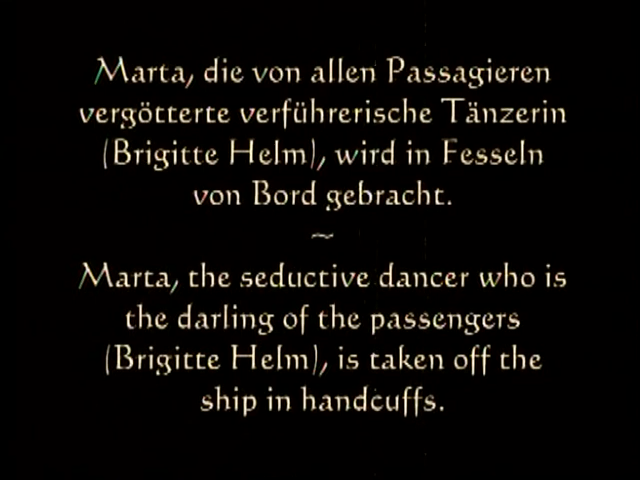 Marta, die von allen Passagieren
vergötterte verführerische Tänzerin
(Brigitte Helm), wird in Fesseln
von Bord gebracht.
~
Marta, the seductive dancer who is
the darling of the passengers
(Brigitte Helm), is taken off the
ship in handcuffs.